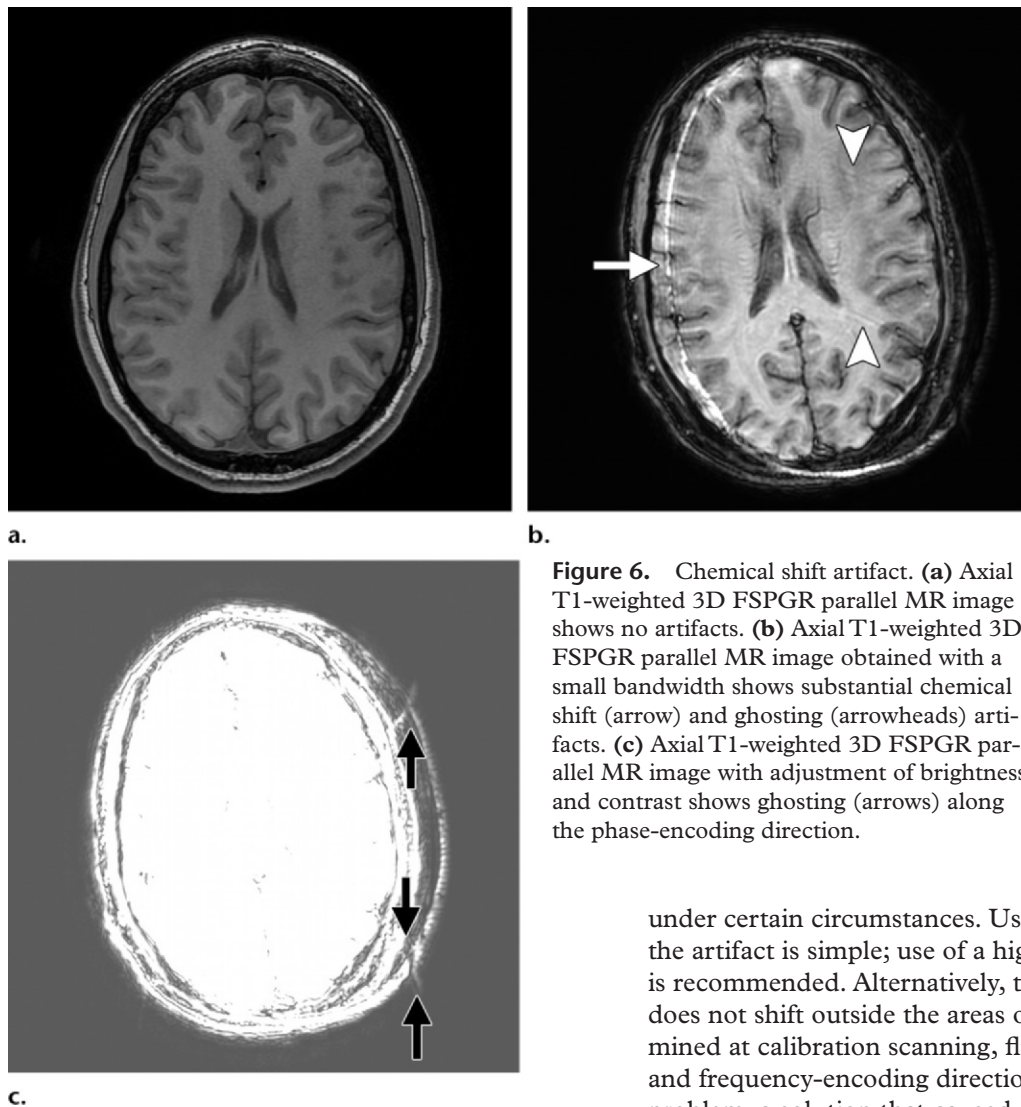 a.
b.
Figure 6. Chemical shift artifact. (a) Axial
T1-weighted 3D FSPGR parallel MR image
shows no artifacts. (b) Axial T1-weighted 3D
FSPGR parallel MR image obtained with a
small bandwidth shows substantial chemical
shift (arrow) and ghosting (arrowheads) arti-
facts. (c) Axial T1-weighted 3D FSPGR par-
allel MR image with adjustment of brightness
and contrast shows ghosting (arrows) along
the phase-encoding direction.
c.
under certain circumstances.
the artifact is simple; use of a
is recommended. Alternatively,
does not shift outside the areas
mined at calibration scanning,
and frequency-encoding